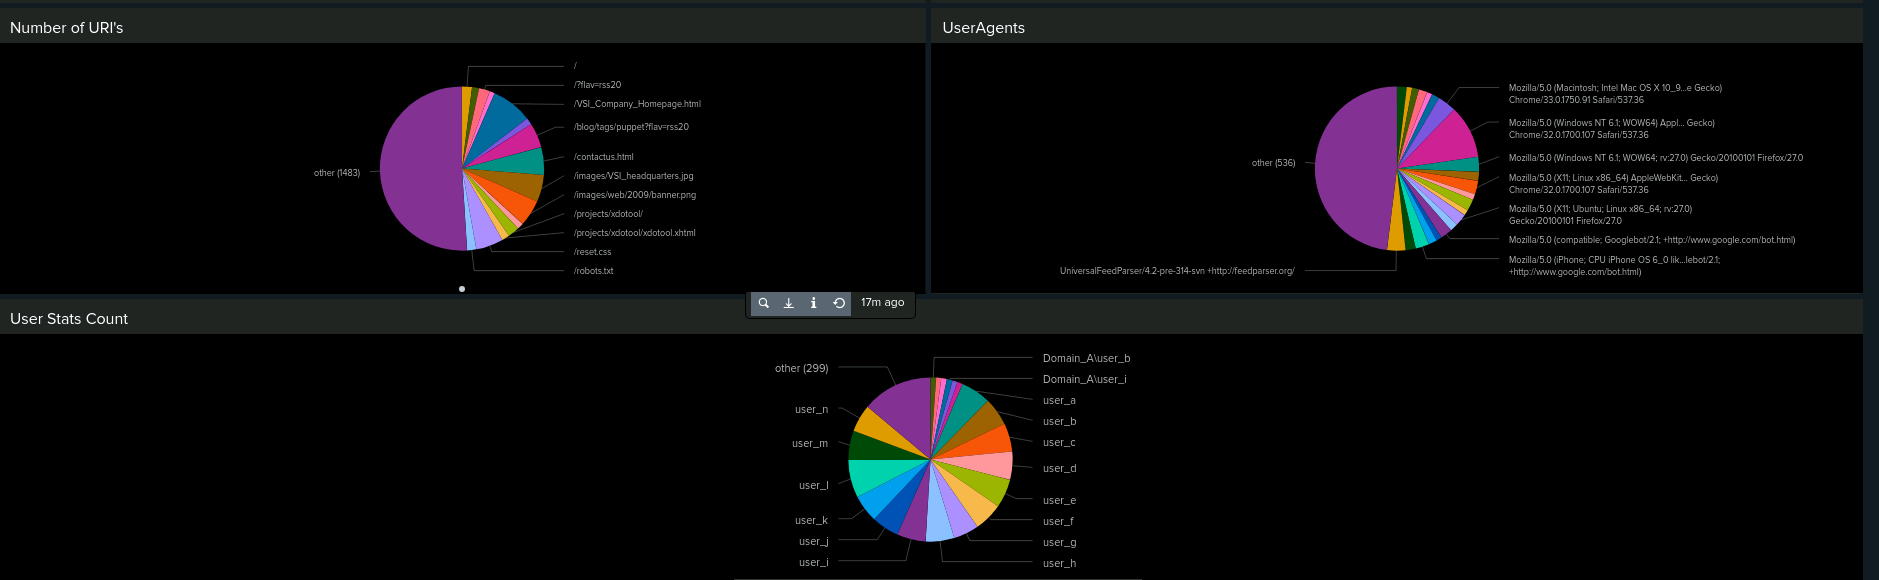 Number of URI's
/
/?flav=rss20
/VSI_Company_Homepage.html
/blog/tags/puppet?flav=rss20
/contactus.html
/images/VSI_headquarters.jpg
/images/web/2009/banner.png
/projects/xdotool/
/projects/xdotool/xdotool.xhtml
/reset.css
/robots.txt
other (1483)
UserAgents
Mozilla/5.0 (Macintosh; Intel Mac OS X 10_9...e Gecko)
Chrome/33.0.1750.91 Safari/537.36
Mozilla/5.0 (Windows NT 6.1; WOW64) Appl... Gecko)
Chrome/32.0.1700.107 Safari/537.36
Mozilla/5.0 (Windows NT 6.1; WOW64; rv:27.0) Gecko/20100101 Firefox/27.0
Mozilla/5.0 (X11; Linux x86_64) AppleWebKit... Gecko)
Chrome/32.0.1700.107 Safari/537.36
Mozilla/5.0 (X11; Ubuntu; Linux x86_64; rv:27.0)
Gecko/20100101 Firefox/27.0
Mozilla/5.0 (compatible; Googlebot/2.1; +http://www.google.com/bot.html)
Mozilla/5.0 (iPhone; CPU iPhone OS 6_0 lik...lebot/2.1;
+http://www.google.com/bot.html)
UniversalFeedParser/4.2-pre-314-svn +http://feedparser.org/
other (536)
17m ago
User Stats Count
Domain_A\user_b
Domain_A\user_i
user_a
user_b
user_c
user_d
user_e
user_f
user_g
user_h
user_i
user_j
user_k
user_l
user_m
user_n
other (299)